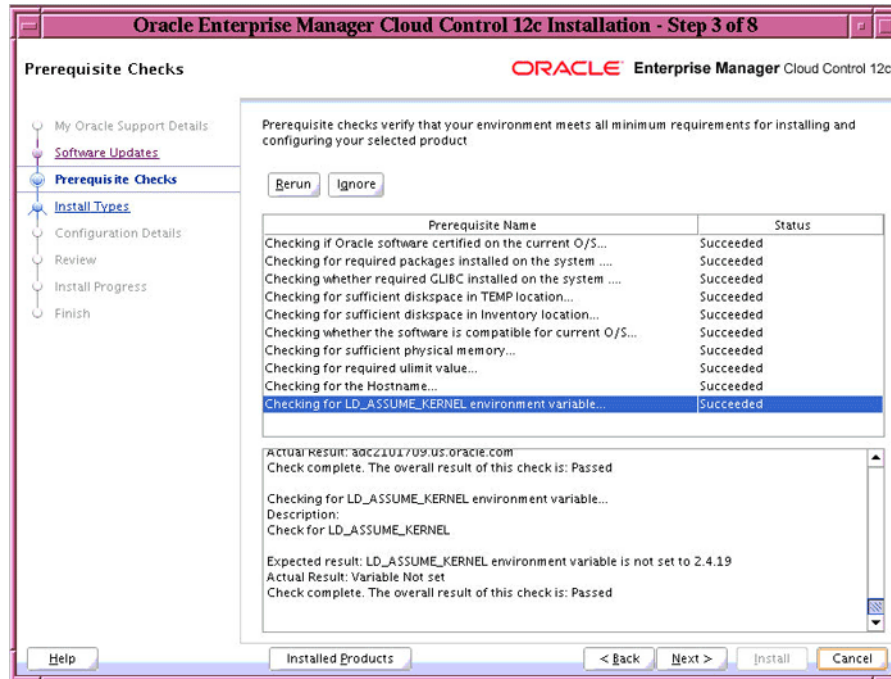 Oracle Enterprise Manager Cloud Control 12c Installation - Step 3 of 8
Prerequisite Checks
ORACLE Enterprise Manager Cloud Control 12c
My Oracle Support Details
Software Updates
Prerequisite Checks
Install Types
Configuration Details
Review
Install Progress
Finish
Prerequisite checks verify that your environment meets all minimum requirements for installing and
configuring your selected product
Rerun Ignore
Prerequisite Name Status
Checking if Oracle software certified on the current O/S... Succeeded
Checking for required packages installed on the system .... Succeeded
Checking whether required GLIBC installed on the system .... Succeeded
Checking for sufficient diskspace in TEMP location... Succeeded
Checking for sufficient diskspace in Inventory location... Succeeded
Checking whether the software is compatible for current O/S... Succeeded
Checking for sufficient physical memory... Succeeded
Checking for required ulimit value... Succeeded
Checking for the Hostname... Succeeded
Checking for LD_ASSUME_KERNEL environment variable... Succeeded
Actual Result: adc2101709.us.oracle.com
Check complete. The overall result of this check is: Passed
Checking for LD_ASSUME_KERNEL environment variable...
Description:
Check for LD_ASSUME_KERNEL
Expected result: LD_ASSUME_KERNEL environment variable is not set to 2.4.19
Actual Result: Variable Not set
Check complete. The overall result of this check is: Passed
Help Installed Products < Back Next > Install Cancel